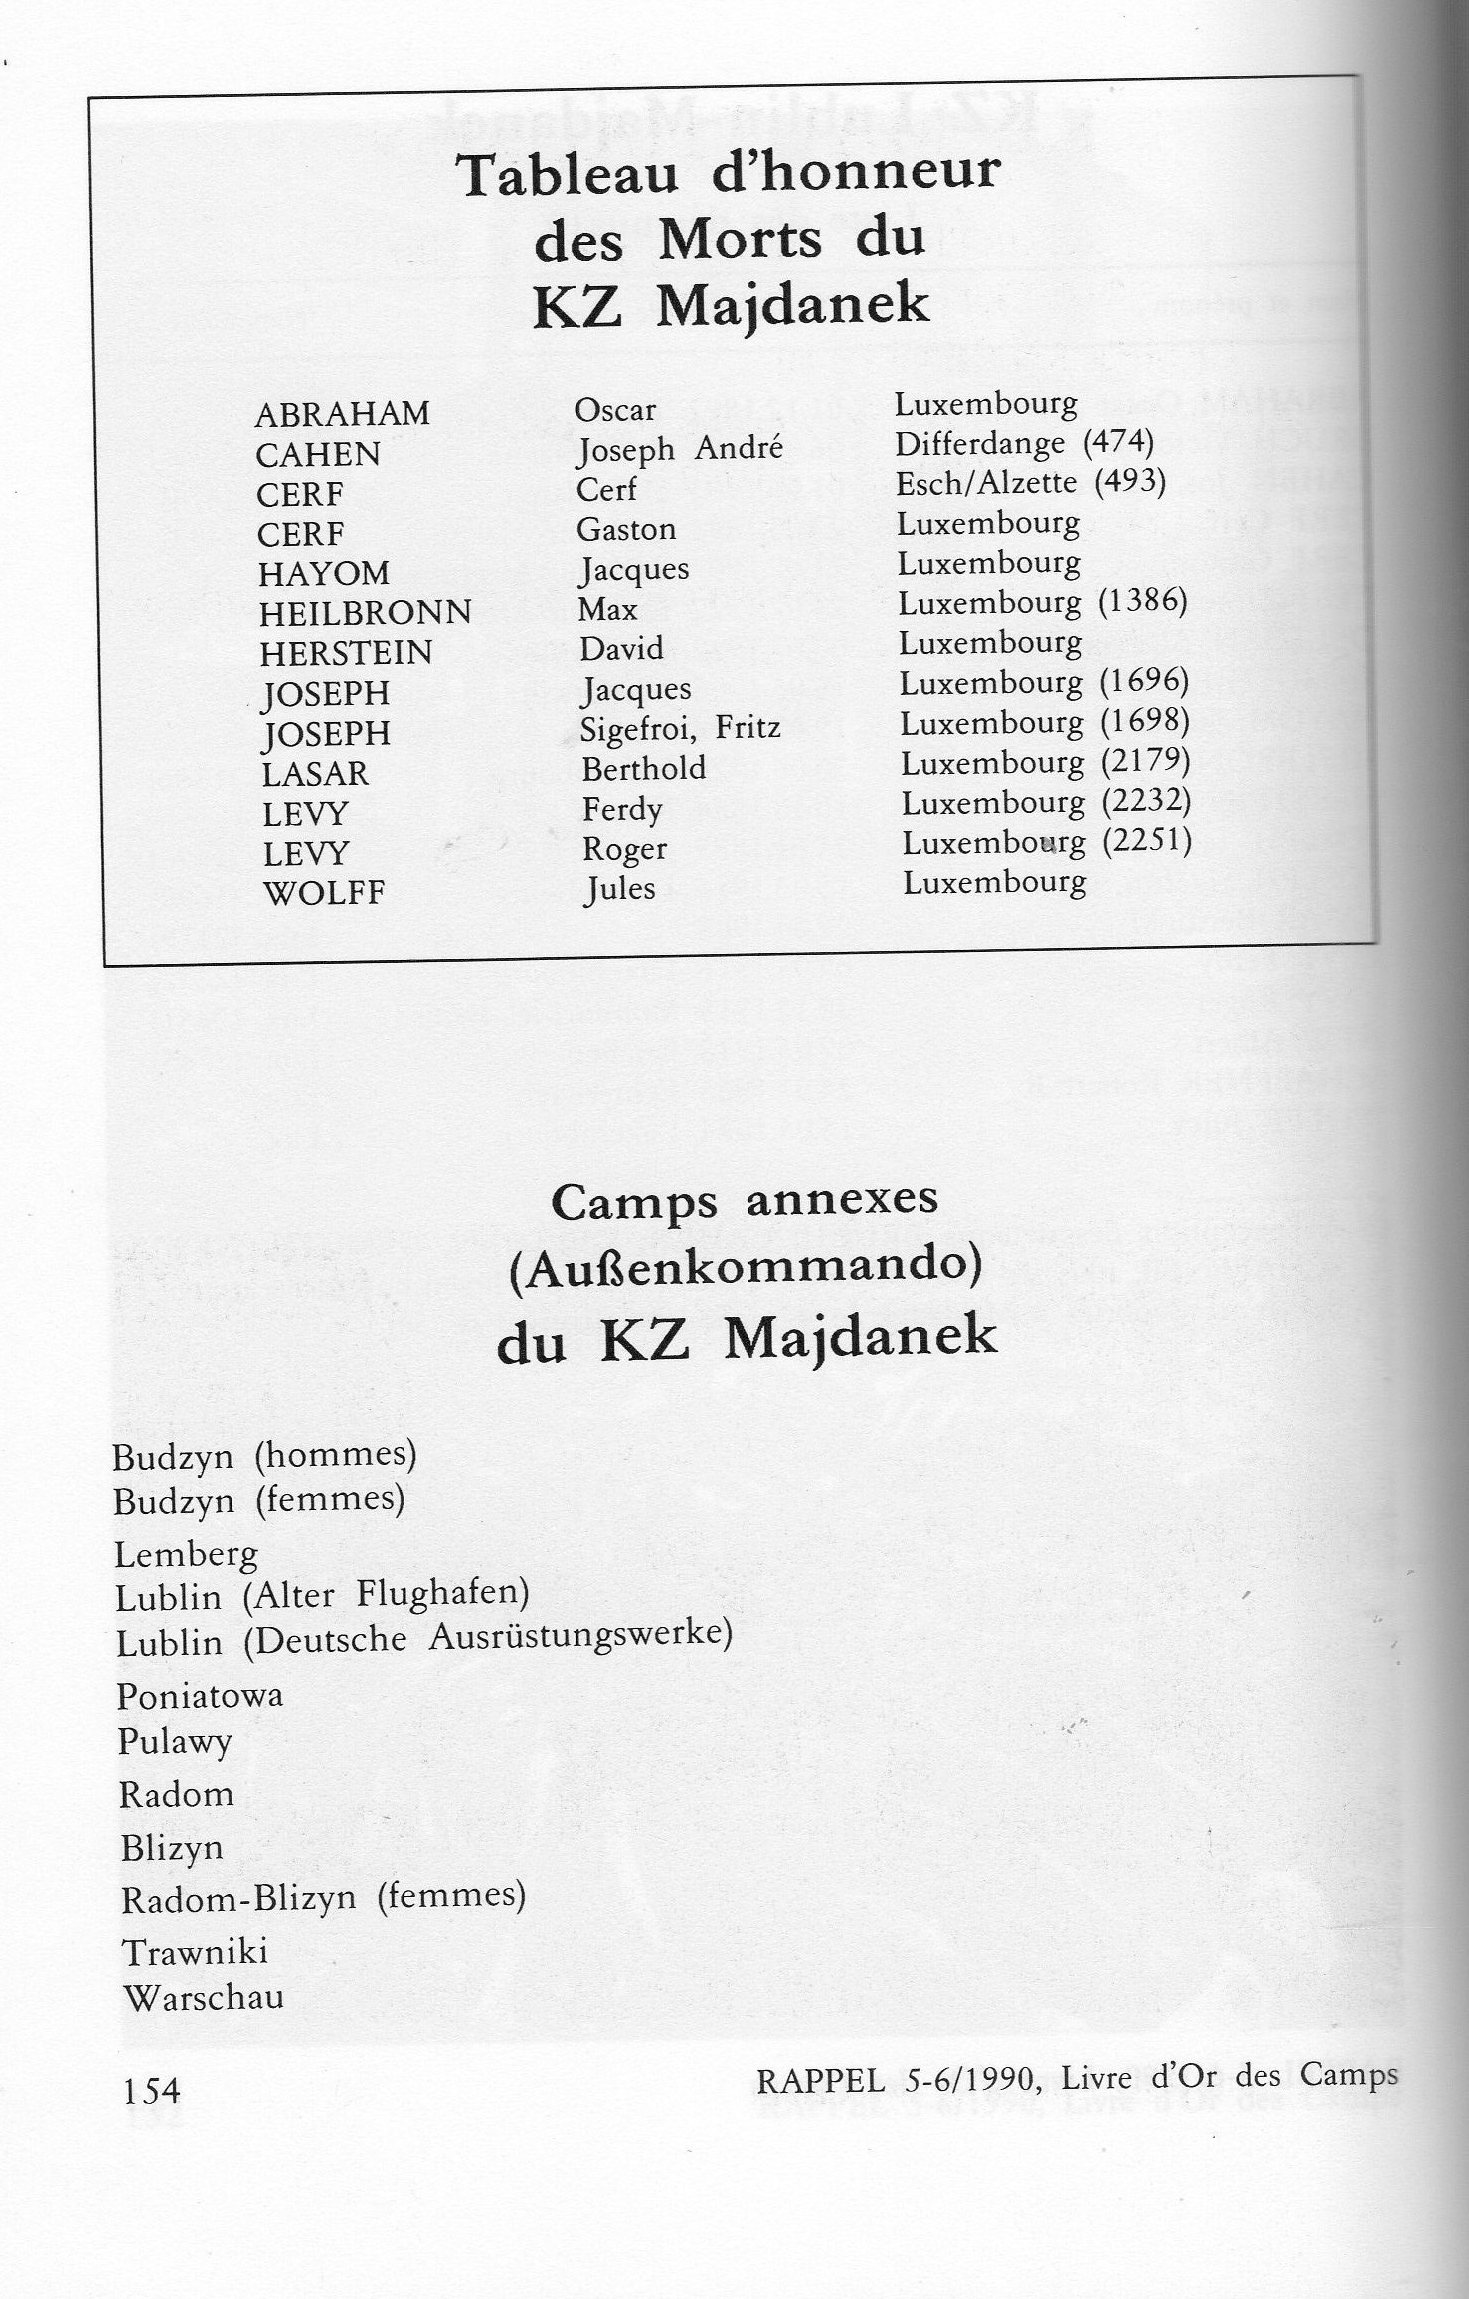 Tableau d'honneur
des Morts du
KZ Majdanek
ABRAHAM Oscar Luxembourg
CAHEN Joseph André Differdange (474)
CERF Cerf Esch/Alzette (493)
CERF Gaston Luxembourg
HAYOM Jacques Luxembourg
HEILBRONN Max Luxembourg (1386)
HERSTEIN David Luxembourg
JOSEPH Jacques Luxembourg (1696)
JOSEPH Sigefroi, Fritz Luxembourg (1698)
LASAR Berthold Luxembourg (2179)
LEVY Ferdy Luxembourg (2232)
LEVY Roger Luxembourg (2251)
WOLFF Jules Luxembourg
Camps annexes
(Außenkommando)
du KZ Majdanek
Budzyn (hommes)
Budzyn (femmes)
Lemberg
Lublin (Alter Flughafen)
Lublin (Deutsche Ausrüstungswerke)
Poniatowa
Pulawy
Radom
Blizyn
Radom-Blizyn (femmes)
Trawniki
Warschau
154 RAPPEL 5-6/1990, Livre d'Or des Camps